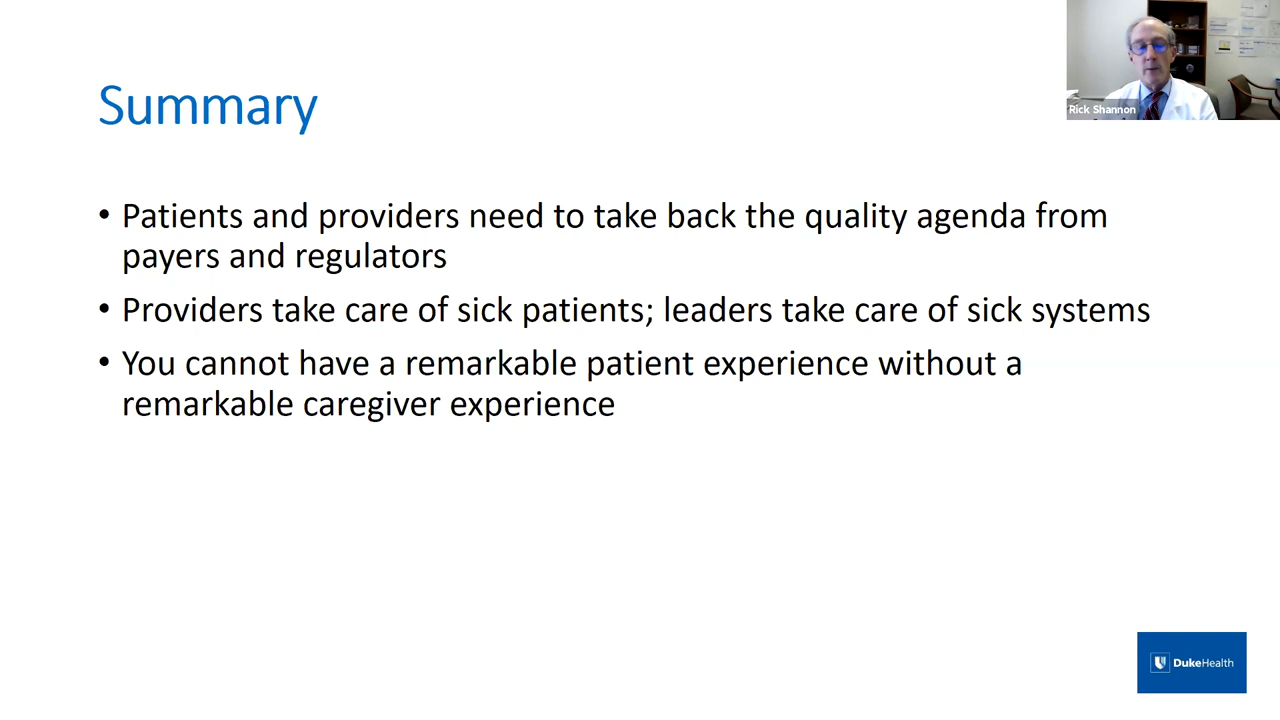 Summary
Rick Shannon
• Patients and providers need to take back the quality agenda from
payers and regulators
• Providers take care of sick patients; leaders take care of sick systems
• You cannot have a remarkable patient experience without a
remarkable caregiver experience
DukeHealth